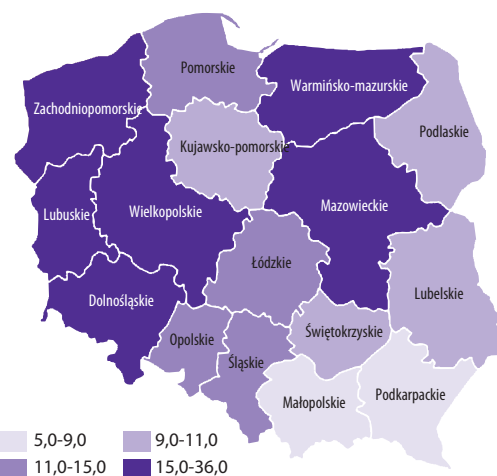 Pomorskie
Warmińsko-mazurskie
Zachodniopomorskie
Podlaskie
Kujawsko-pomorskie
Lubuskie
Wielkopolskie
Mazowieckie
Łódzkie
Dolnośląskie
Lubelskie
Opolskie
Świętokrzyskie
Śląskie
Małopolskie
Podkarpackie
5,0-9,0
9,0-11,0
11,0-15,0
15,0-36,0